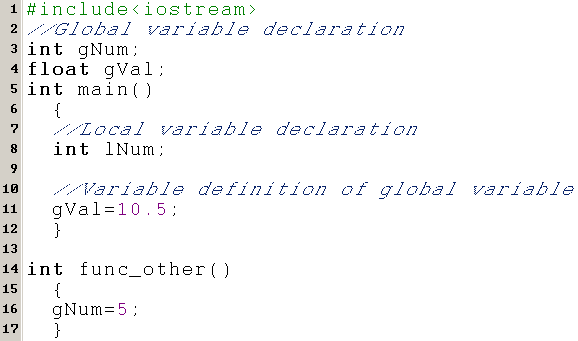 1 #include<iostream>
2 //Global variable declaration
3 int gNum;
4 float gVal;
5 int main()
6 {
7 //Local variable declaration
8 int lNum;
9
10 //Variable definition of global variable
11 gVal=10.5;
12 }
13
14 int func_other()
15 {
16 gNum=5;
17 }